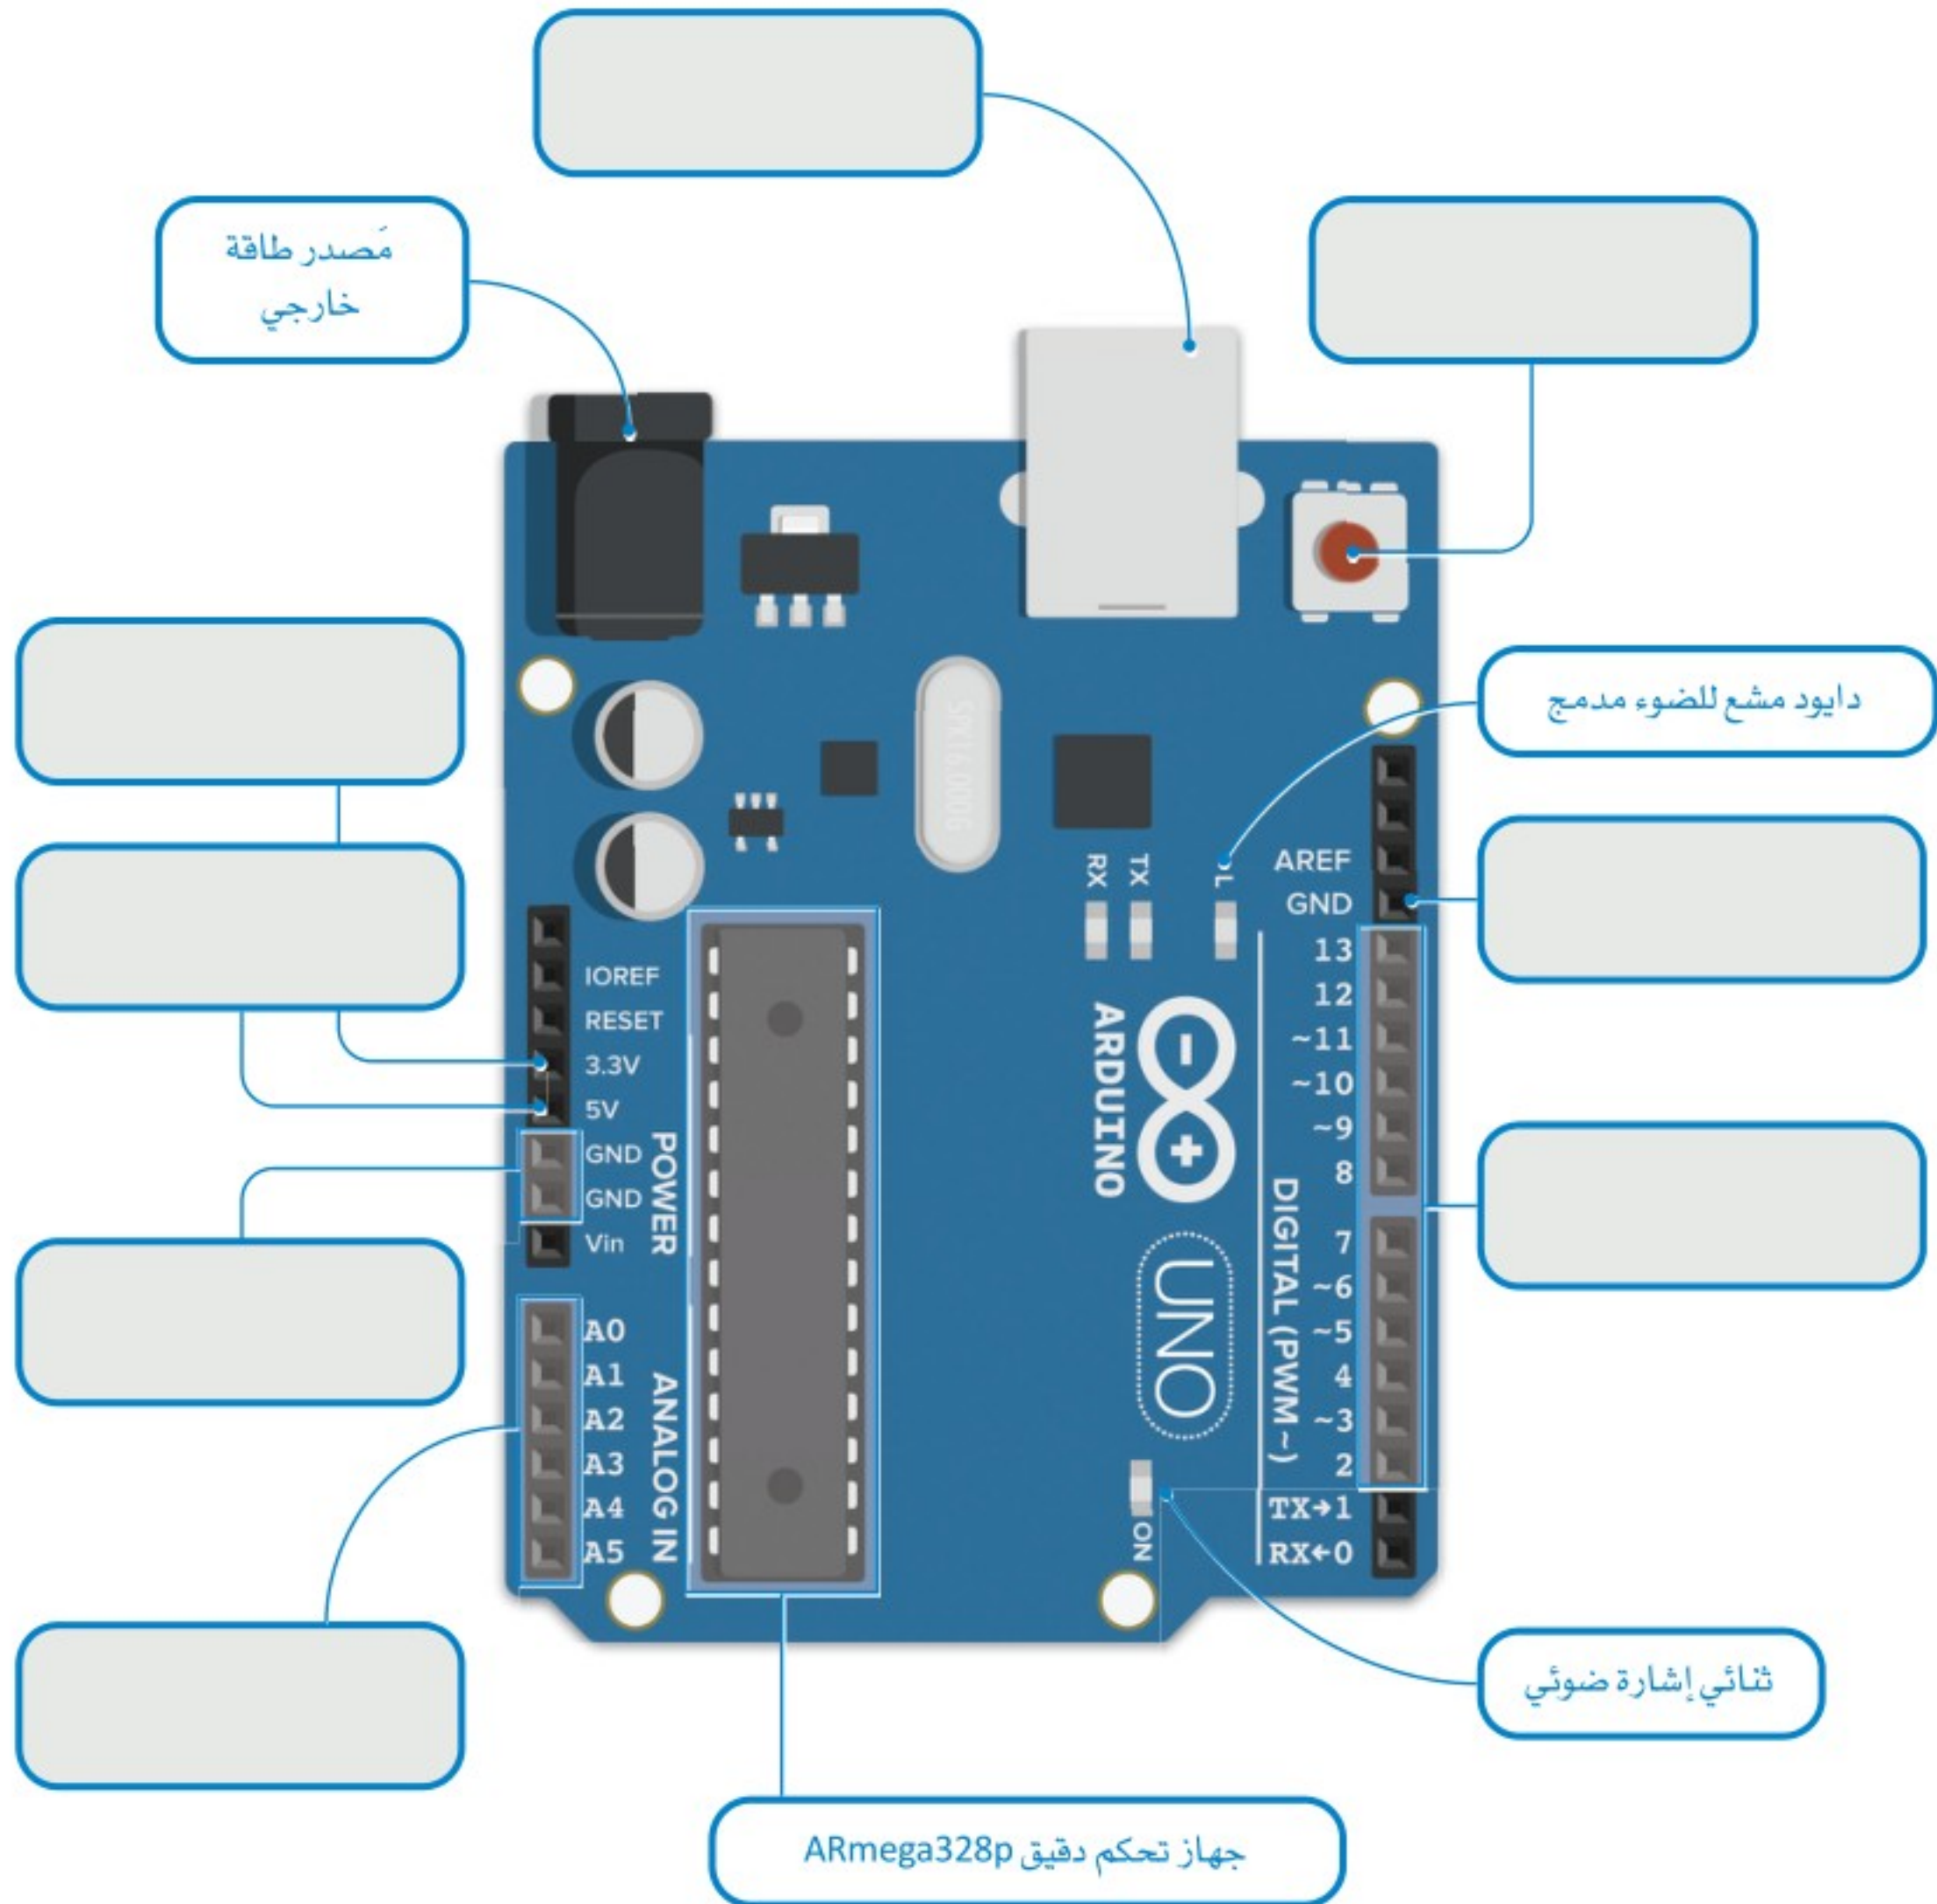 مَصدر طاقة
خارجي
دايود مشع للضوء مدمج
SPK16.000G
RX
TX
L
AREF
GND
13
12
~11
~10
~9
8
7
~6
~5
4
~3
2
TX→1
RX←0
DIGITAL (PWM ~)
ARDUINO
UNO
ON
IOREF
RESET
3.3V
5V
GND
GND
Vin
POWER
A0
A1
A2
A3
A4
A5
ANALOG IN
ثنائي إشارة ضوئي
جهاز تحكم دقيق ARmega328p